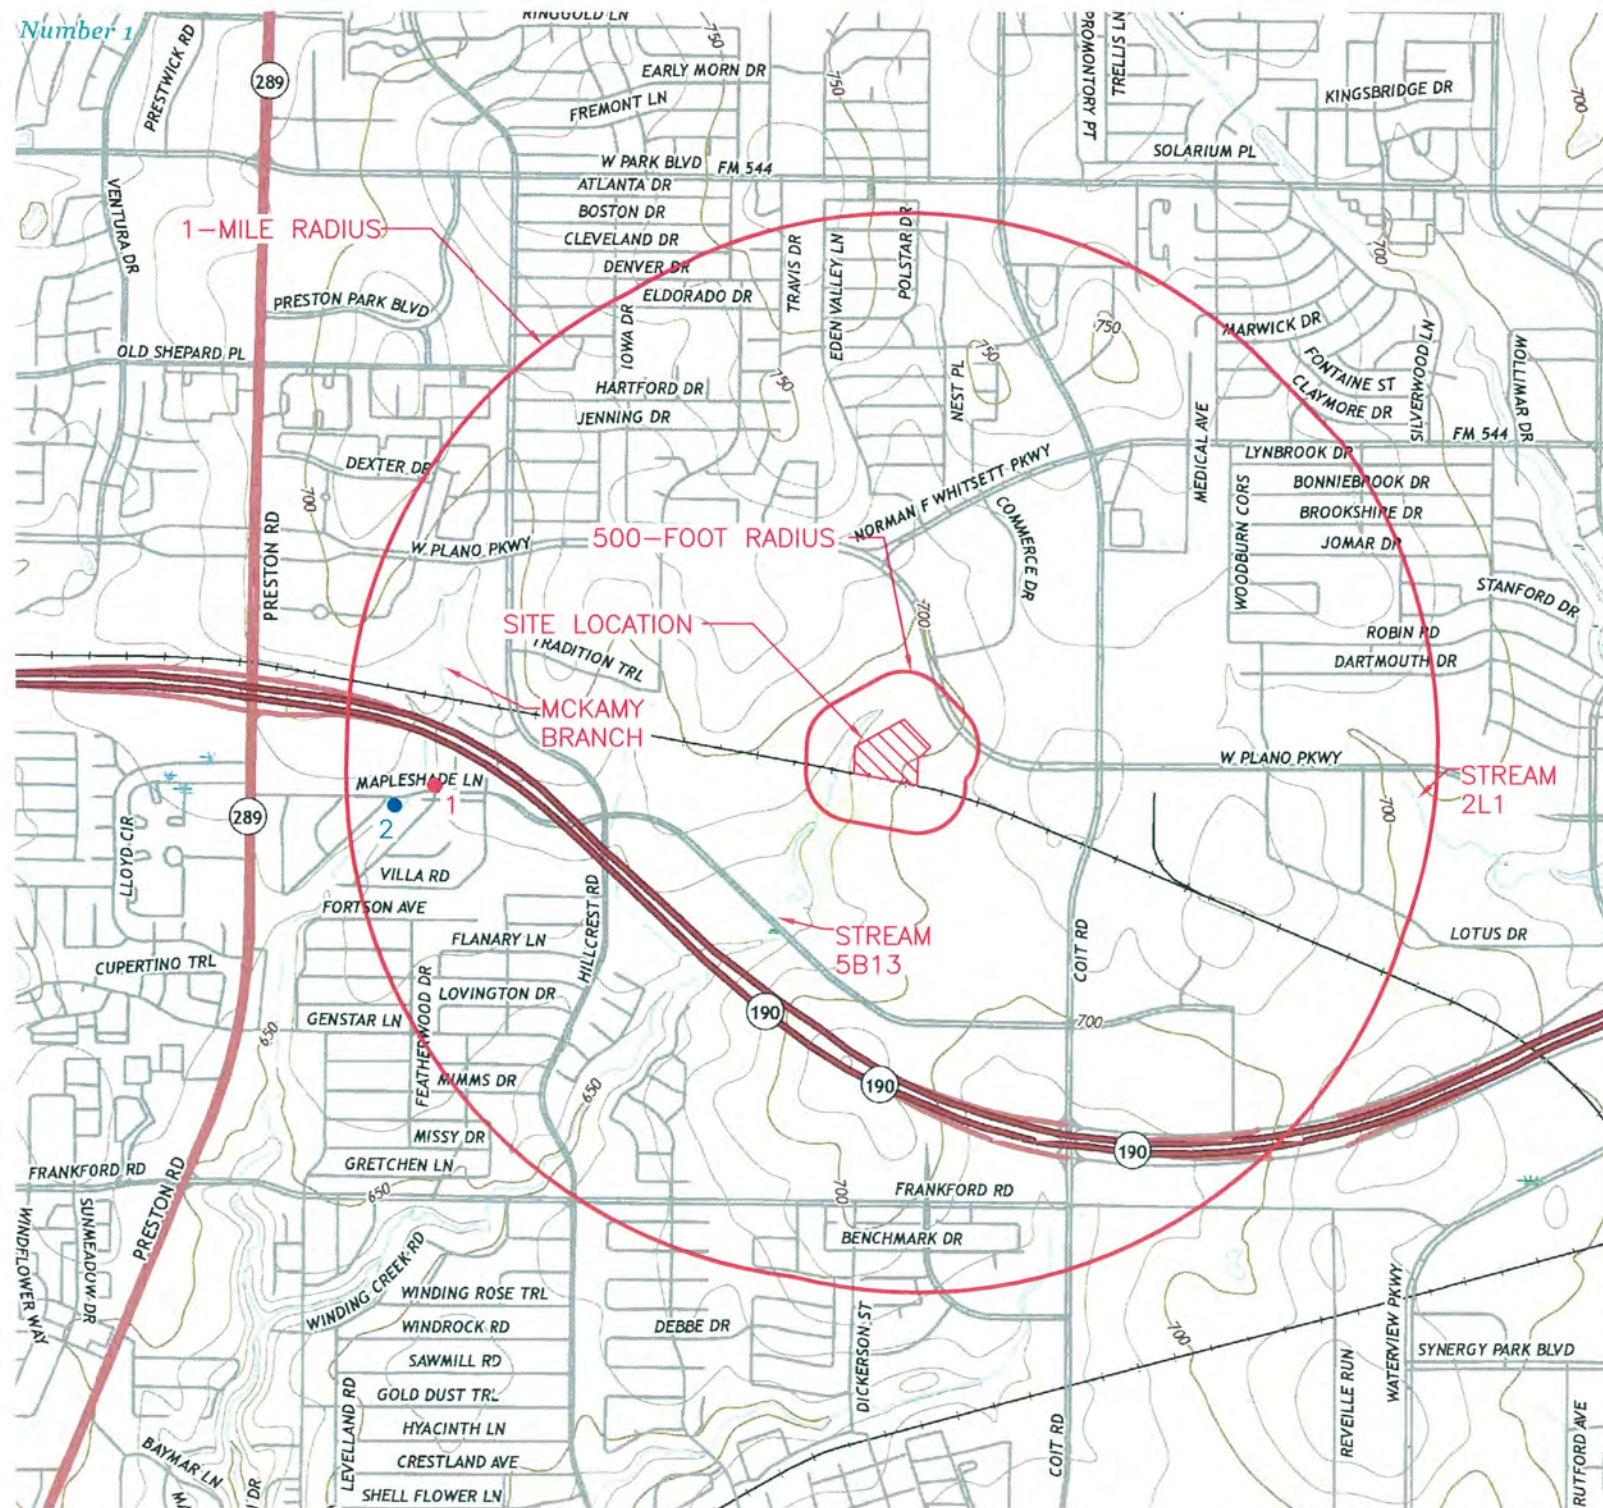 Number 1
RINGGOLD LN
PRESTWICK RD
289
750
EARLY MORN DR
750
FREMONT LN
PROMONTORY PT
TRELLIS LN
KINGSBRIDGE DR
700
SOLARIUM PL
W PARK BLVD
FM 544
ATLANTA DR
VENTURA DR
BOSTON DR
1-MILE RADIUS
CLEVELAND DR
DENVER DR
TRAVIS DR
EDEN VALLEY LN
POLSTAR DR
700
PRESTON PARK BLVD
ELDORADO DR
IOWA DR
750
MARWICK DR
OLD SHEPARD PL
750
FONTAINE ST
SILVERWOOD LN
MOLLIMAR DR
HARTFORD DR
750
NEST PL
CLAYMORE DR
JENNING DR
MEDICAL AVE
FM 544
DEXTER DR
LYNBROOK DR
NORMAN F WHITSETT PKWY
BONNIEBROOK DR
700
WOODBURN CORS
BROOKSHIRE DR
PRESTON RD
W PLANO PKWY
500-FOOT RADIUS
COMMERCE DR
JOMAR DR
STANFORD DR
700
SITE LOCATION
ROBIN RD
TRADITION TRL
DARTMOUTH DR
MCKAMY
BRANCH
W PLANO PKWY
STREAM
2L1
MAPLESHADE LN
1
2
700
289
LLOYD CIR
VILLA RD
FORTSON AVE
HILLCREST RD
STREAM
5B13
COIT RD
LOTUS DR
FLANARY LN
CUPERTINO TRL
FEATHERWOOD DR
LOVINGTON DR
190
GENSTAR LN
700
650
MIMMS DR
650
190
MISSY DR
190
FRANKFORD RD
GRETCHEN LN
650
700
FRANKFORD RD
WINDFLOWER WAY
SUNMEADOW DR
PRESTON RD
BENCHMARK DR
WINDING CREEK RD
WINDING ROSE TRL
WINDROCK RD
DEBBE DR
DICKERSON ST
700
WATERVIEW PKWY
SYNERGY PARK BLVD
SAWMILL RD
LEVELLAND RD
GOLD DUST TRL
REVEILLE RUN
HYACINTH LN
COIT RD
RUTFORD AVE
BAYMAR LN
CRESTLAND AVE
SHELL FLOWER LN
DR